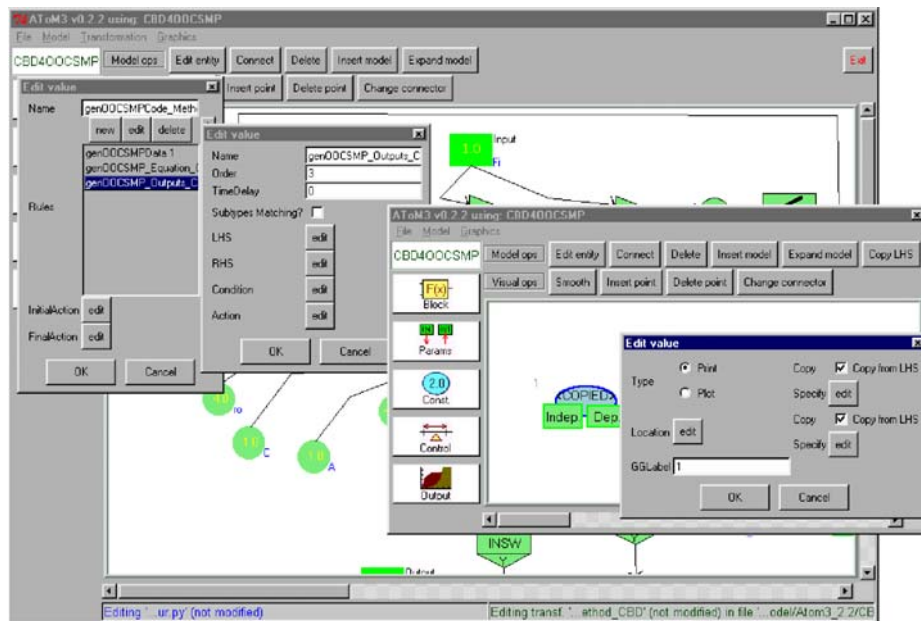 AToM3 v0.2.2 using: CBD4OOCSMP
File Model Transformation Graphics
CBD4OOCSMP Model ops Edit entity Connect Delete Insert model Expand model Exit
Insert point Delete point Change connector
Edit value
Name genOOCSMPCode_Meth
new edit delete
Rules
genOOCSMPData 1
genOOCSMP_Equation_
genOOCSMP_Outputs_C
InitialAction edit
FinalAction edit
OK Cancel
Edit value
Name genOOCSMP_Outputs_C
Order 3
TimeDelay 0
Subtypes Matching?
LHS edit
RHS edit
Condition edit
Action edit
OK Cancel
1.0
Input
Fi
AToM3 v0.2.2 using: CBD4OOCSMP
File Model Graphics
CBD4OOCSMP Model ops Edit entity Connect Delete Insert model Expand model Copy LHS
Visual ops Smooth Insert point Delete point Change connector
F(x)
Block
Params
2.0
Const.
Control
Output
1
<COPIED>
Indep. Dep.
Edit value
Type Print
Plot
Copy Copy from LHS
Specify edit
Copy Copy from LHS
Specify edit
Location edit
GGLabel 1
OK Cancel
C
A
INSW
Output
Editing '...ur.py' (not modified)
Editing transf. '...ethod_CBD' (not modified) in file '...odel/Atom3_2.2/CB